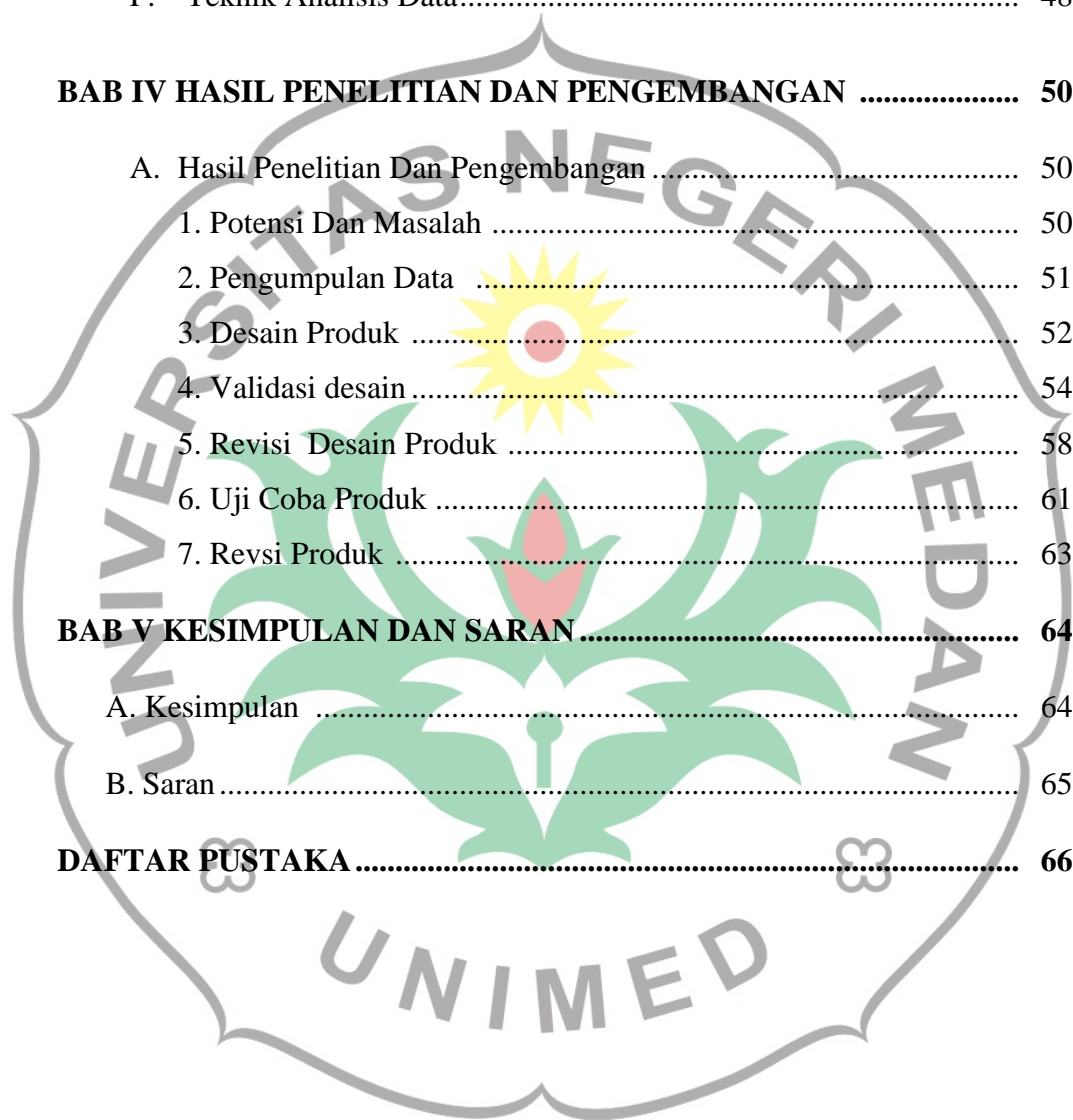 Teknik Analisis Data........................................................................ 48
BAB IV HASIL PENELITIAN DAN PENGEMBANGAN .................... 50
A. Hasil Penelitian Dan Pengembangan ............................................... 50
1. Potensi Dan Masalah .................................................................... 50
2. Pengumpulan Data ..................................................................... 51
3. Desain Produk .............................................................................. 52
4. Validasi desain .............................................................................. 54
5. Revisi Desain Produk .................................................................. 58
6. Uji Coba Produk ........................................................................... 61
7. Revsi Produk ................................................................................ 63
BAB V KESIMPULAN DAN SARAN ........................................................ 64
A. Kesimpulan .......................................................................................... 64
B. Saran ...................................................................................................... 65
DAFTAR PUSTAKA .................................................................................... 66
UNIVERSITAS NEGERI MEDAN
UNIMED